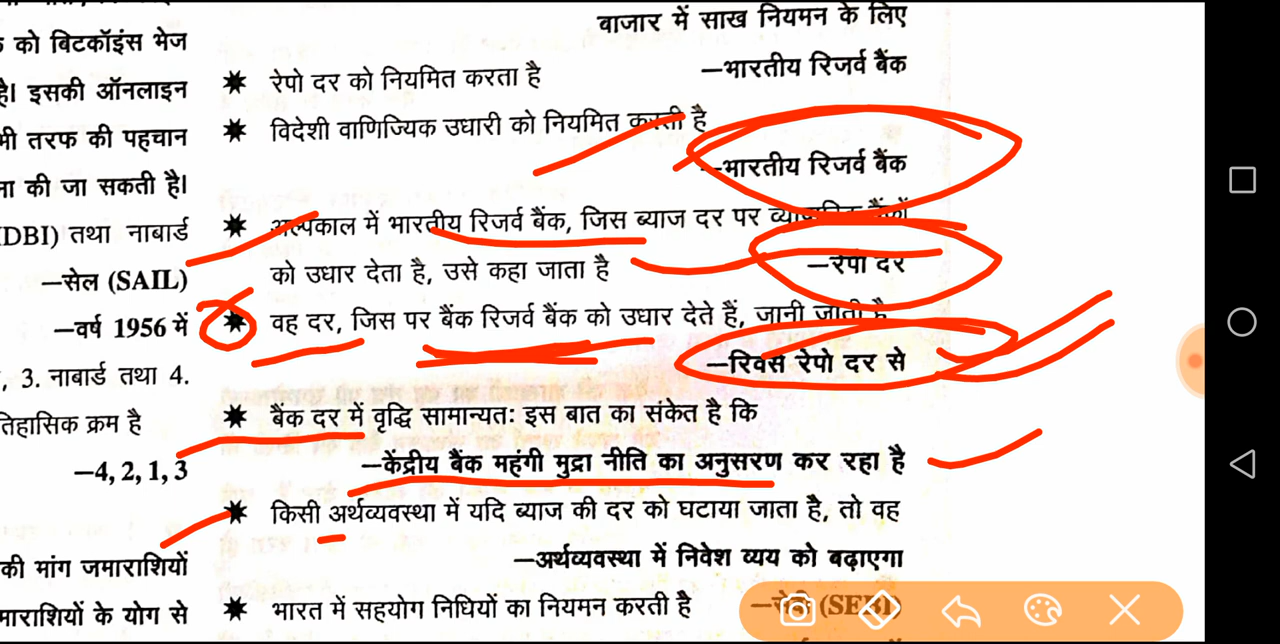 को बिटकॉइंस भेज
है। इसकी ऑनलाइन
भी तरफ की पहचान
की जा सकती है।
तथा नाबार्ड
—सेल (SAIL)
—वर्ष 1956 में
, 3. नाबार्ड तथा 4.
क्रम है
—4, 2, 1, 3
की मांग जमाराशियों
के योग से
बाजार में साख नियमन के लिए
✷ रेपो दर को नियमित करता है —भारतीय रिजर्व बैंक
✷ विदेशी वाणिज्यिक उधारी को नियमित करती है
—भारतीय रिजर्व बैंक
✷ अल्पकाल में भारतीय रिजर्व बैंक, जिस ब्याज दर पर व्यापारिक बैंकों
को उधार देता है, उसे कहा जाता है —रेपो दर
✷ वह दर, जिस पर बैंक रिजर्व बैंक को उधार देते हैं, जानी जाती है
—रिवर्स रेपो दर से
✷ बैंक दर में वृद्धि सामान्यत: इस बात का संकेत है कि
—केंद्रीय बैंक महंगी मुद्रा नीति का अनुसरण कर रहा है
✷ किसी अर्थव्यवस्था में यदि ब्याज की दर को घटाया जाता है, तो वह
—अर्थव्यवस्था में निवेश व्यय को बढ़ाएगा
✷ भारत में सहयोग निधियों का नियमन करती है —सेबी (SEBI)